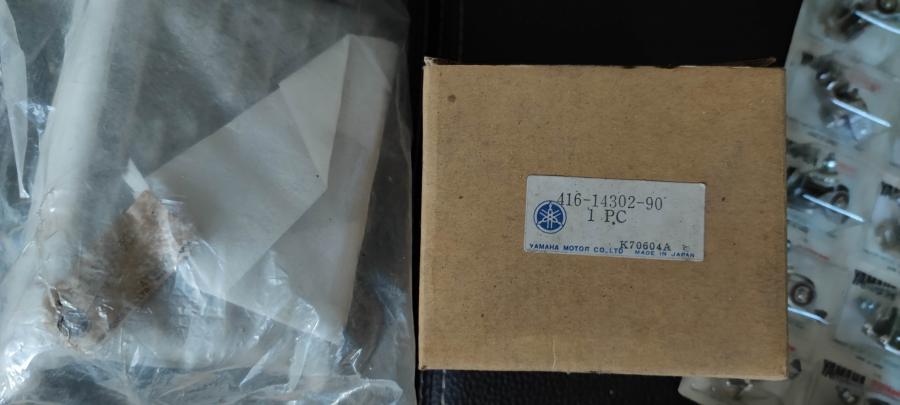 416-14302-90
1 PC
K70604A
YAMAHA MOTOR CO.,LTD MADE IN JAPAN